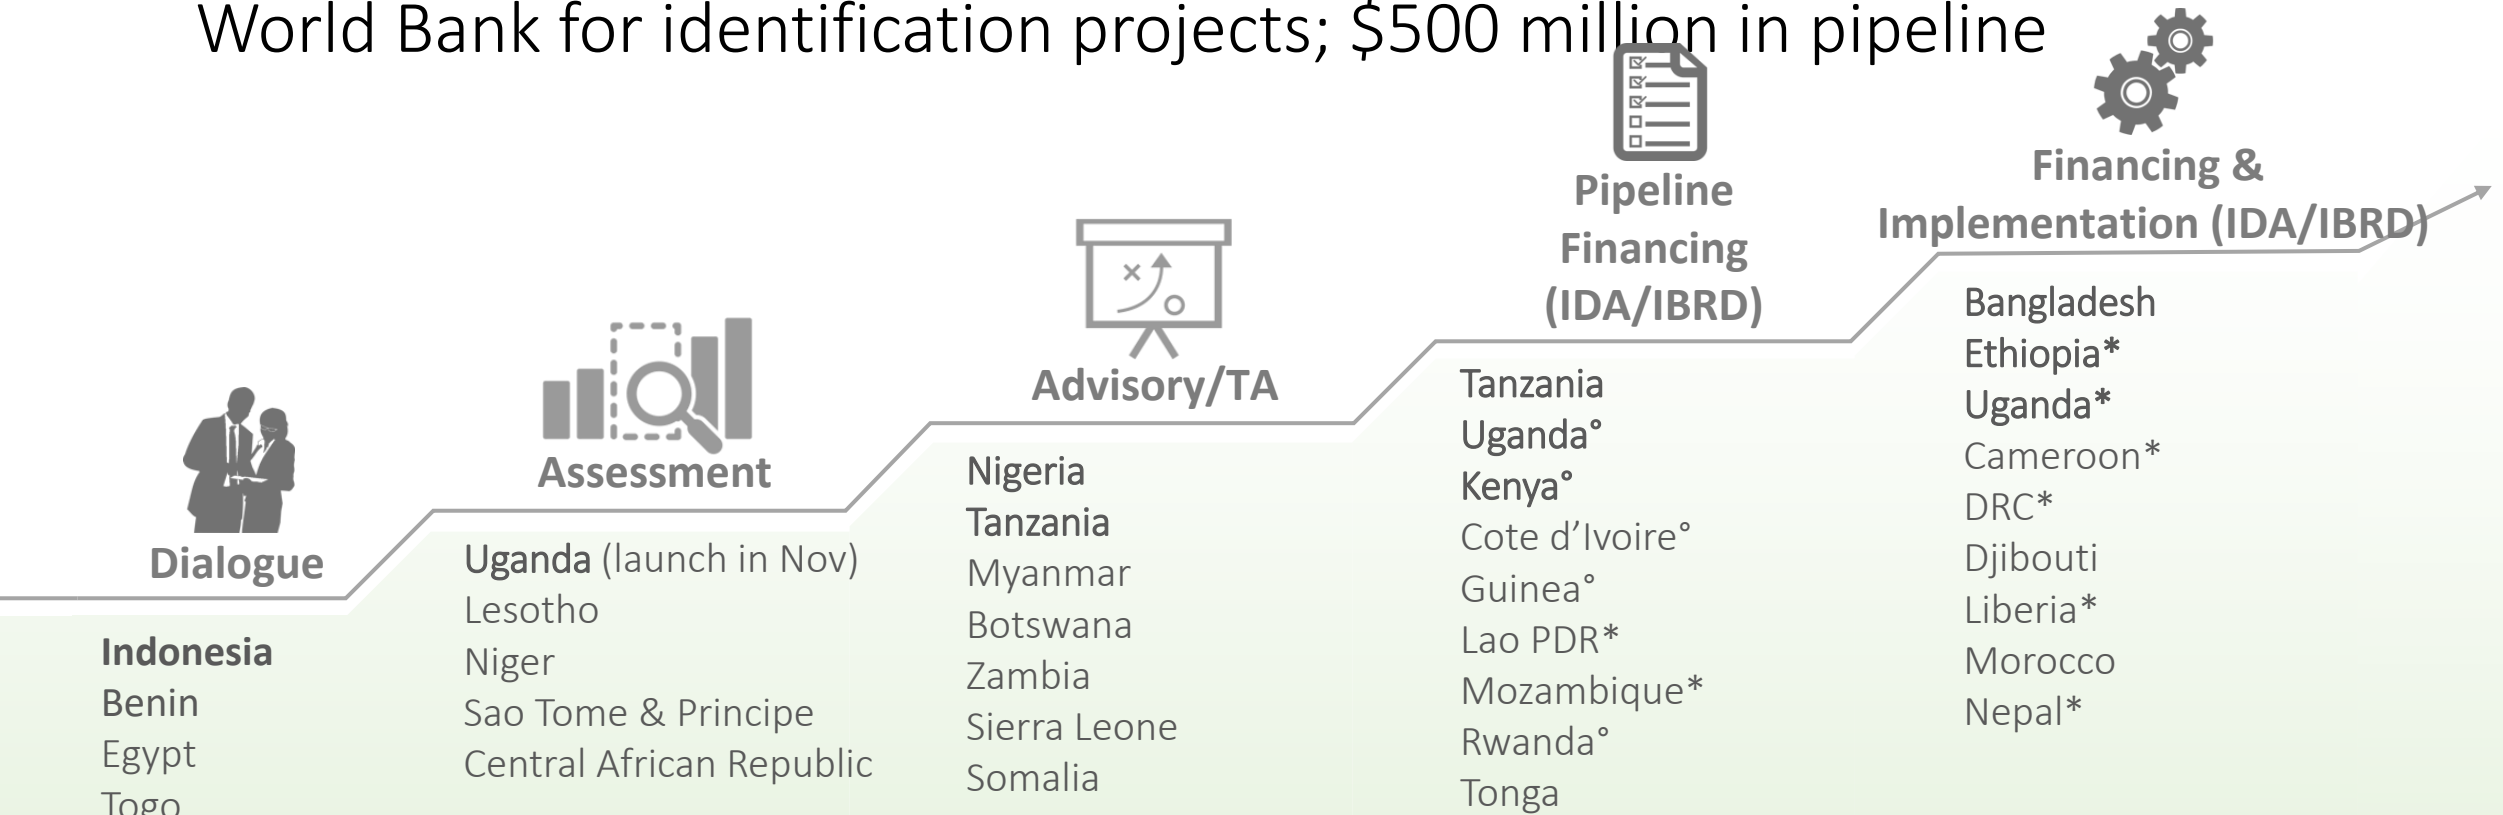 World Bank for identification projects; $500 million in pipeline
Dialogue
Indonesia
Benin
Egypt
Togo
Assessment
Uganda (launch in Nov)
Lesotho
Niger
Sao Tome & Principe
Central African Republic
Advisory/TA
Nigeria
Tanzania
Myanmar
Botswana
Zambia
Sierra Leone
Somalia
Pipeline
Financing
(IDA/IBRD)
Tanzania
Uganda°
Kenya°
Cote d’Ivoire°
Guinea°
Lao PDR*
Mozambique*
Rwanda°
Tonga
Financing &
Implementation (IDA/IBRD)
Bangladesh
Ethiopia*
Uganda*
Cameroon*
DRC*
Djibouti
Liberia*
Morocco
Nepal*